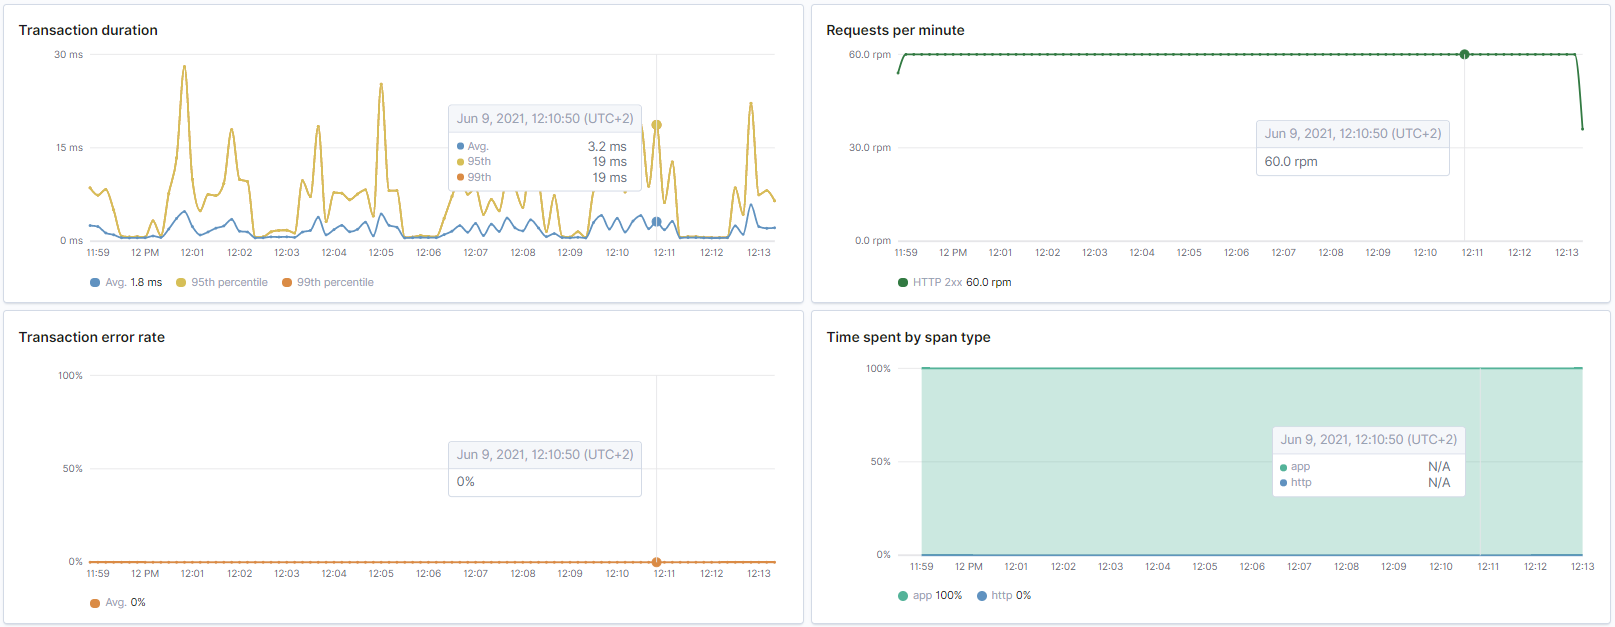 Transaction duration
30 ms
15 ms
0 ms
Jun 9, 2021, 12:10:50 (UTC+2)
Avg. 3.2 ms
95th 19 ms
99th 19 ms
11:59 12 PM 12:01 12:02 12:03 12:04 12:05 12:06 12:07 12:08 12:09 12:10 12:11 12:12 12:13
Avg. 1.8 ms 95th percentile 99th percentile
Requests per minute
60.0 rpm
30.0 rpm
0.0 rpm
Jun 9, 2021, 12:10:50 (UTC+2)
60.0 rpm
11:59 12 PM 12:01 12:02 12:03 12:04 12:05 12:06 12:07 12:08 12:09 12:10 12:11 12:12 12:13
HTTP 2xx 60.0 rpm
Transaction error rate
100%
50%
0%
Jun 9, 2021, 12:10:50 (UTC+2)
0%
11:59 12 PM 12:01 12:02 12:03 12:04 12:05 12:06 12:07 12:08 12:09 12:10 12:11 12:12 12:13
Avg. 0%
Time spent by span type
100%
50%
0%
Jun 9, 2021, 12:10:50 (UTC+2)
app N/A
http N/A
11:59 12 PM 12:01 12:02 12:03 12:04 12:05 12:06 12:07 12:08 12:09 12:10 12:11 12:12 12:13
app 100% http 0%